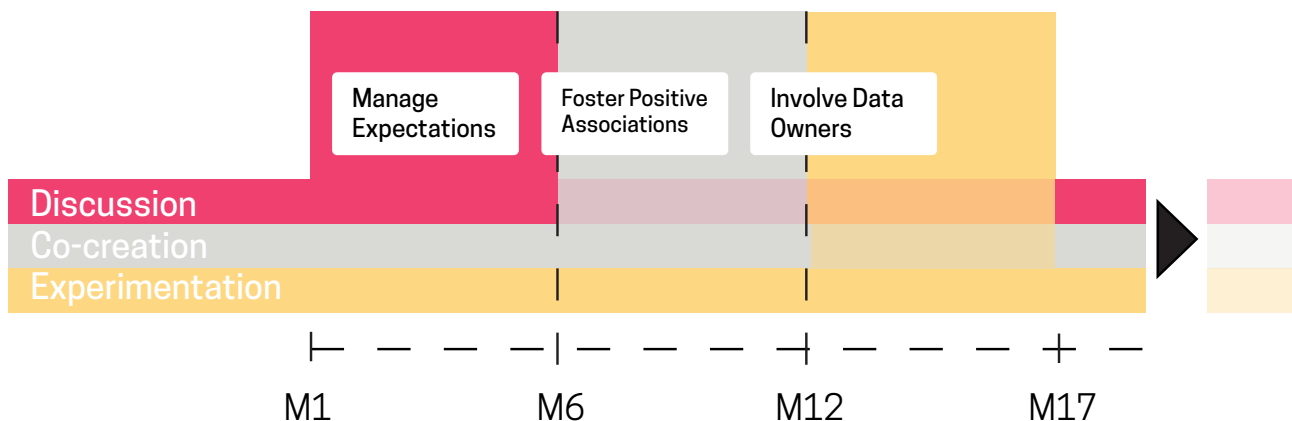 Manage
Expectations
Foster Positive
Associations
Involve Data
Owners
Discussion
Co-creation
Experimentation
M1
M6
M12
M17